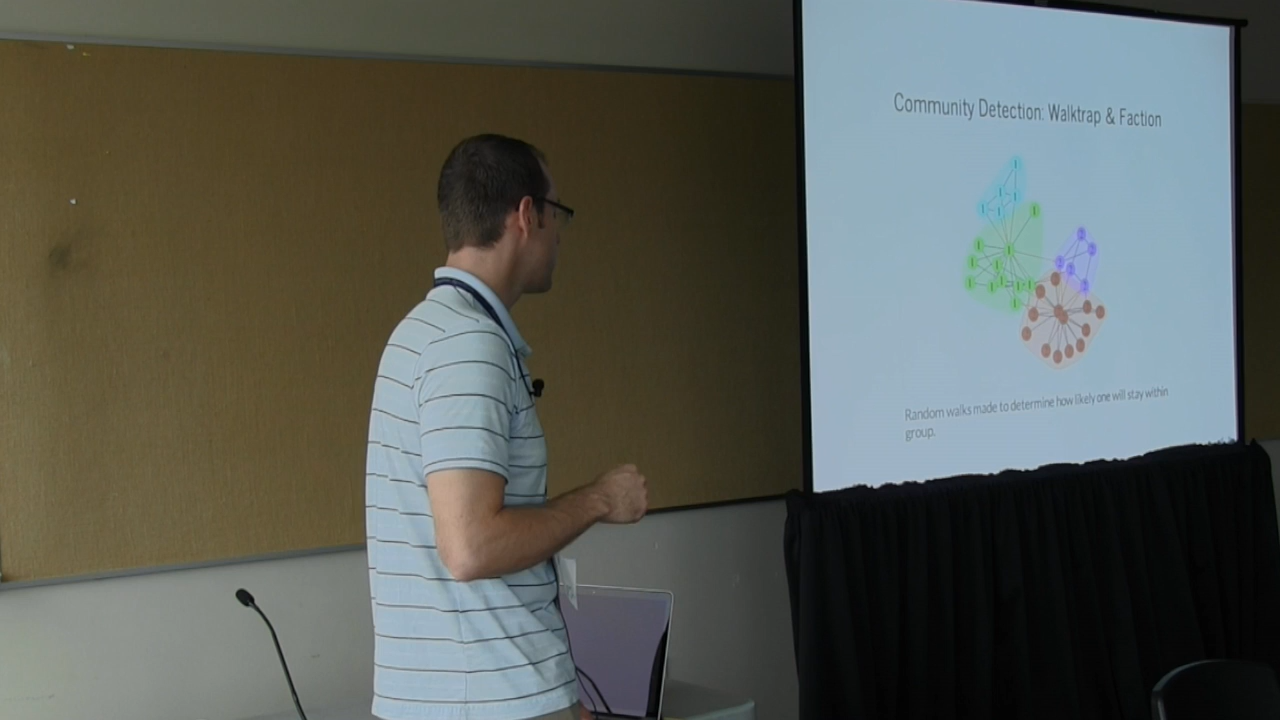 Community Detection: Walktrap & Faction
Random walks made to determine how likely one will stay within
group.